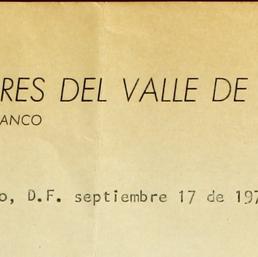 RES DEL VALLE DE
ANCO
o, D.F. septiembre 17 de 197